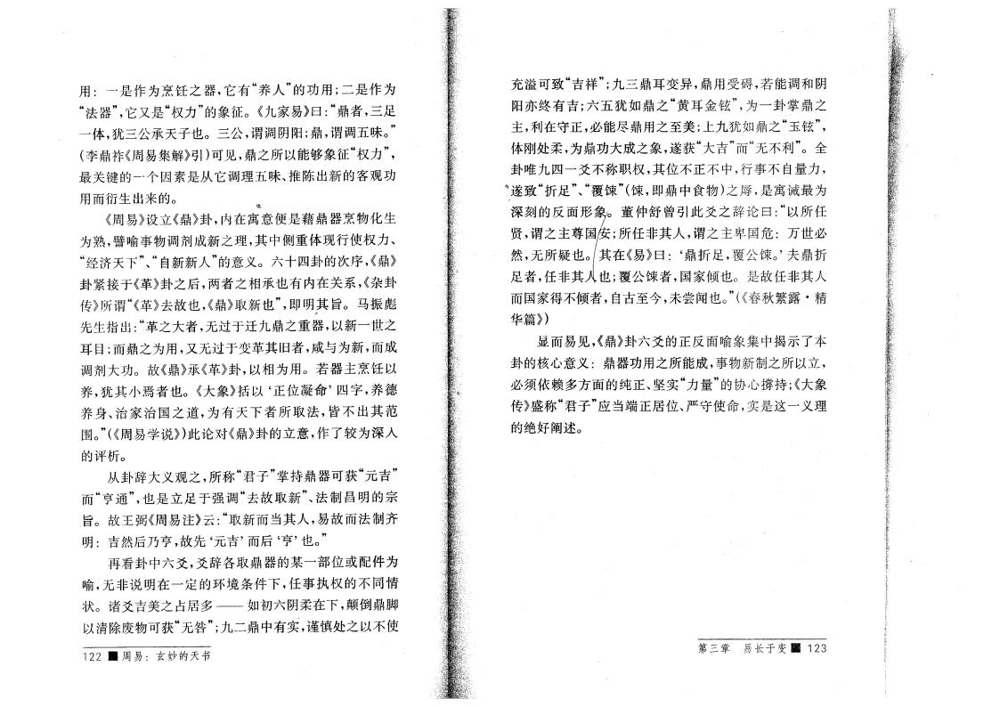 用：一是作为烹饪之器,它有“养人”的功用;二是作为
“法器”,它又是“权力”的象征。《九家易》曰:“鼎者,三足
一体,犹三公承天子也。三公,谓调阴阳;鼎,谓调五味。”
(李鼎祚《周易集解》引)可见,鼎之所以能够象征“权力”,
最关键的一个因素是从它调理五味、推陈出新的客观功
用而衍生出来的。
《周易》设立《鼎》卦,内在寓意便是藉鼎器烹物化生
为熟,譬喻事物调剂成新之理,其中侧重体现行使权力、
“经济天下”、“自新新人”的意义。六十四卦的次序,《鼎》
卦紧接于《革》卦之后,两者之相承也有内在关系,《杂卦
传》所谓“《革》去故也,《鼎》取新也”,即明其旨。马振彪
先生指出:“革之大者,无过于迁九鼎之重器,以新一世之
耳目;而鼎之为用,又无过于变革其旧者,咸与为新,而成
调剂大功。故《鼎》承《革》卦,以相为用。若器主烹饪以
养,犹其小焉者也。《大象》括以‘正位凝命’四字,养德
养身、治家治国之道,为有天下者所取法,皆不出其范
围。”(《周易学说》)此论对《鼎》卦的立意,作了较为深入
的评析。
从卦辞大义观之,所称“君子”掌持鼎器可获“元吉”
而“亨通”,也是立足于强调“去故取新”、法制昌明的宗
旨。故王弼《周易注》云:“取新而当其人,易故而法制齐
明：吉然后乃亨,故先‘元吉’而后‘亨’也。”
再看卦中六爻,爻辞各取鼎器的某一部位或配件为
喻,无非说明在一定的环境条件下,任事执权的不同情
状。诸爻吉美之占居多——如初六阴柔在下,颠倒鼎脚
以清除废物可获“无咎”;九二鼎中有实,谨慎处之以不使
122 ■ 周易：玄妙的天书
充溢可致“吉祥”;九三鼎耳变异,鼎用受碍,若能调和阴
阳亦终有吉;六五犹如鼎之“黄耳金铉”,为一卦掌鼎之
主,利在守正,必能尽鼎用之至美;上九犹如鼎之“玉铉”,
体刚处柔,为鼎功大成之象,遂获“大吉”而“无不利”。全
卦唯九四一爻不称职权,其位不正不中,行事不自量力,
遂致“折足”、“覆餗”(餗,即鼎中食物)之辱,是寓诫最为
深刻的反面形象。董仲舒曾引此爻之辞论曰:“以所任
贤,谓之主尊国安;所任非其人,谓之主卑国危：万世必
然,无所疑也。其在《易》曰：‘鼎折足,覆公餗。’夫鼎折
足者,任非其人也;覆公餗者,国家倾也。是故任非其人
而国家得不倾者,自古至今,未尝闻也。”(《春秋繁露·精
华篇》)
显而易见,《鼎》卦六爻的正反面喻象集中揭示了本
卦的核心意义：鼎器功用之所能成,事物新制之所以立,
必须依赖多方面的纯正、坚实“力量”的协心撑持;《大象
传》盛称“君子”应当端正居位、严守使命,实是这一义理
的绝好阐述。
第三章 易长于变 ■ 123